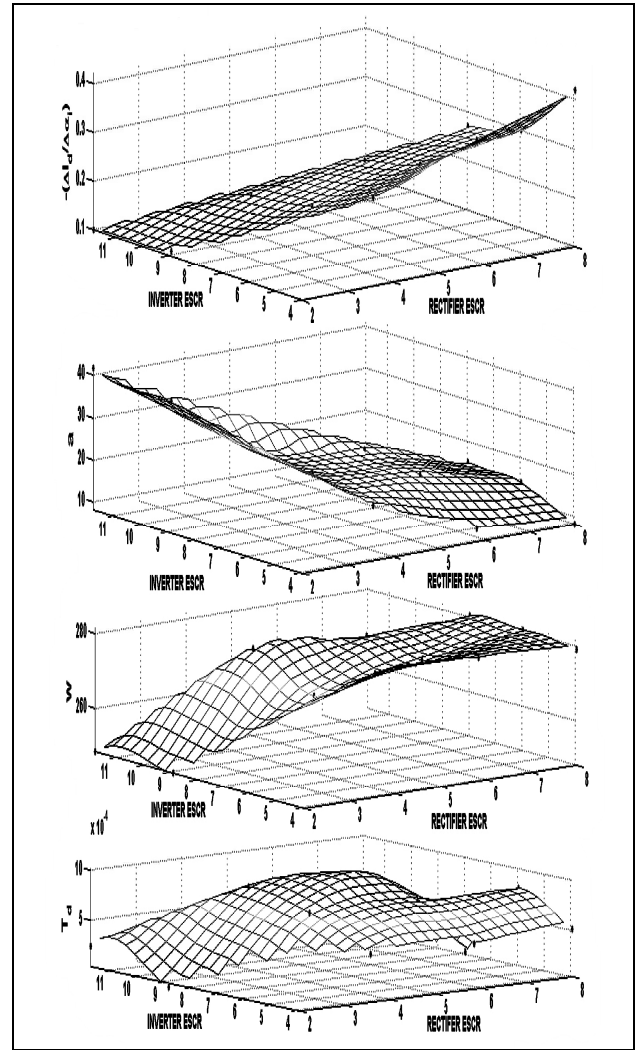 0.4
0.3
0.2
0.1
-(ΔI_d/Δα_r)
11 10 9 8 7 6 5 4
2 3 4 5 6 7 8
INVERTER ESCR
RECTIFIER ESCR
40
30
20
10
a
11 10 9 8 7 6 5 4
2 3 4 5 6 7 8
INVERTER ESCR
RECTIFIER ESCR
280
260
w
11 10 9 8 7 6 5 4
2 3 4 5 6 7 8
INVERTER ESCR
RECTIFIER ESCR
x 10^-4
10
5
T_d
11 10 9 8 7 6 5 4
2 3 4 5 6 7 8
INVERTER ESCR
RECTIFIER ESCR